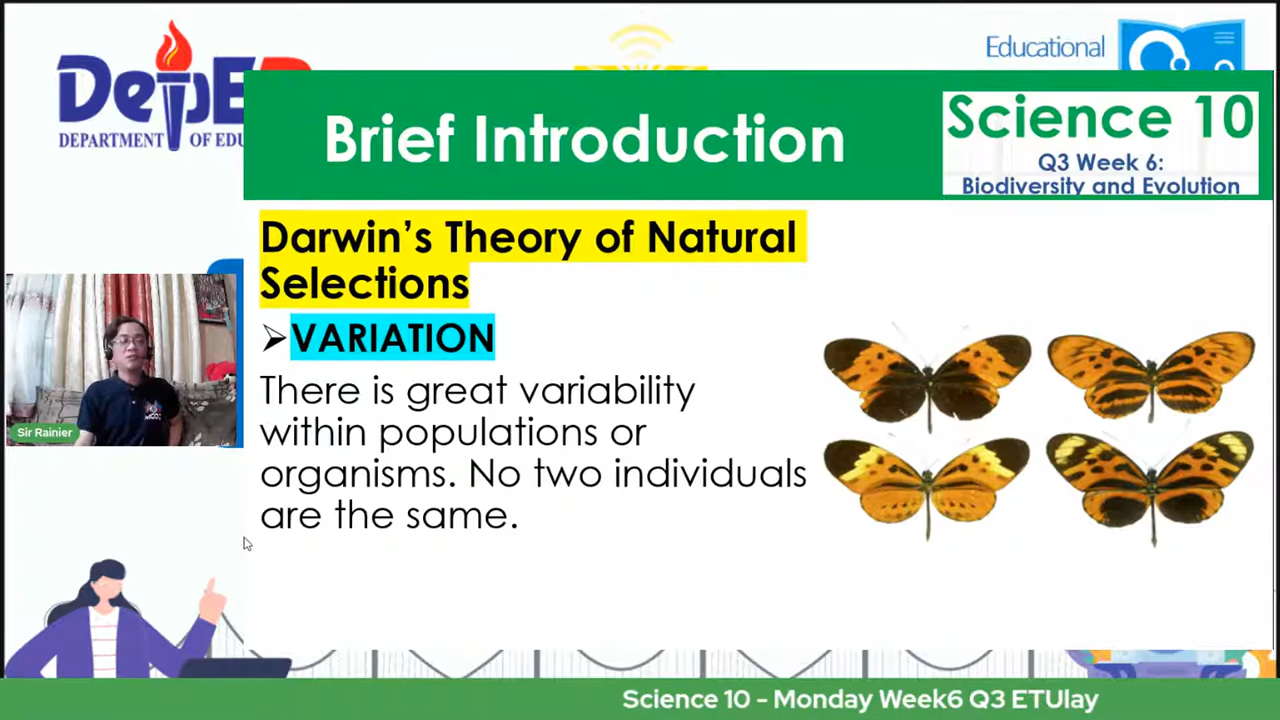 DepED
DEPARTMENT OF EDU
Educational
Brief Introduction
Science 10
Q3 Week 6:
Biodiversity and Evolution
Darwin's Theory of Natural
Selections
➢VARIATION
There is great variability
within populations or
organisms. No two individuals
are the same.
Sir Rainier
Science 10 - Monday Week6 Q3 ETUlay